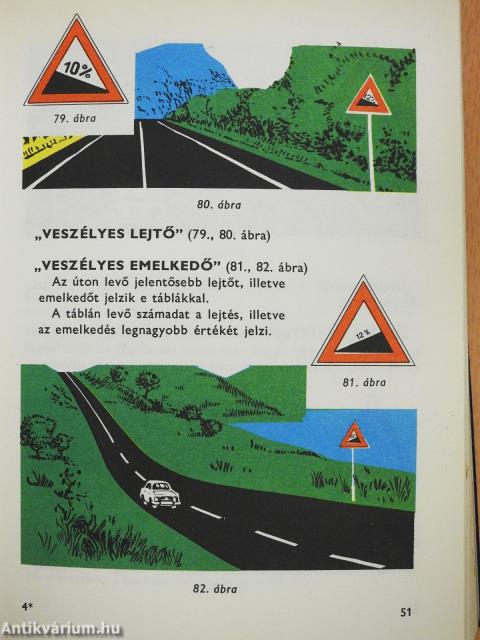 10%
79. ábra
12%
80. ábra
„VESZÉLYES LEJTŐ” (79., 80. ábra)
„VESZÉLYES EMELKEDŐ” (81., 82. ábra)
Az úton levő jelentősebb lejtőt, illetve
emelkedőt jelzik e táblákkal.
A táblán levő számadat a lejtés, illetve
az emelkedés legnagyobb értékét jelzi.
12%
81. ábra
82. ábra
4*
51
Antikvárium.hu